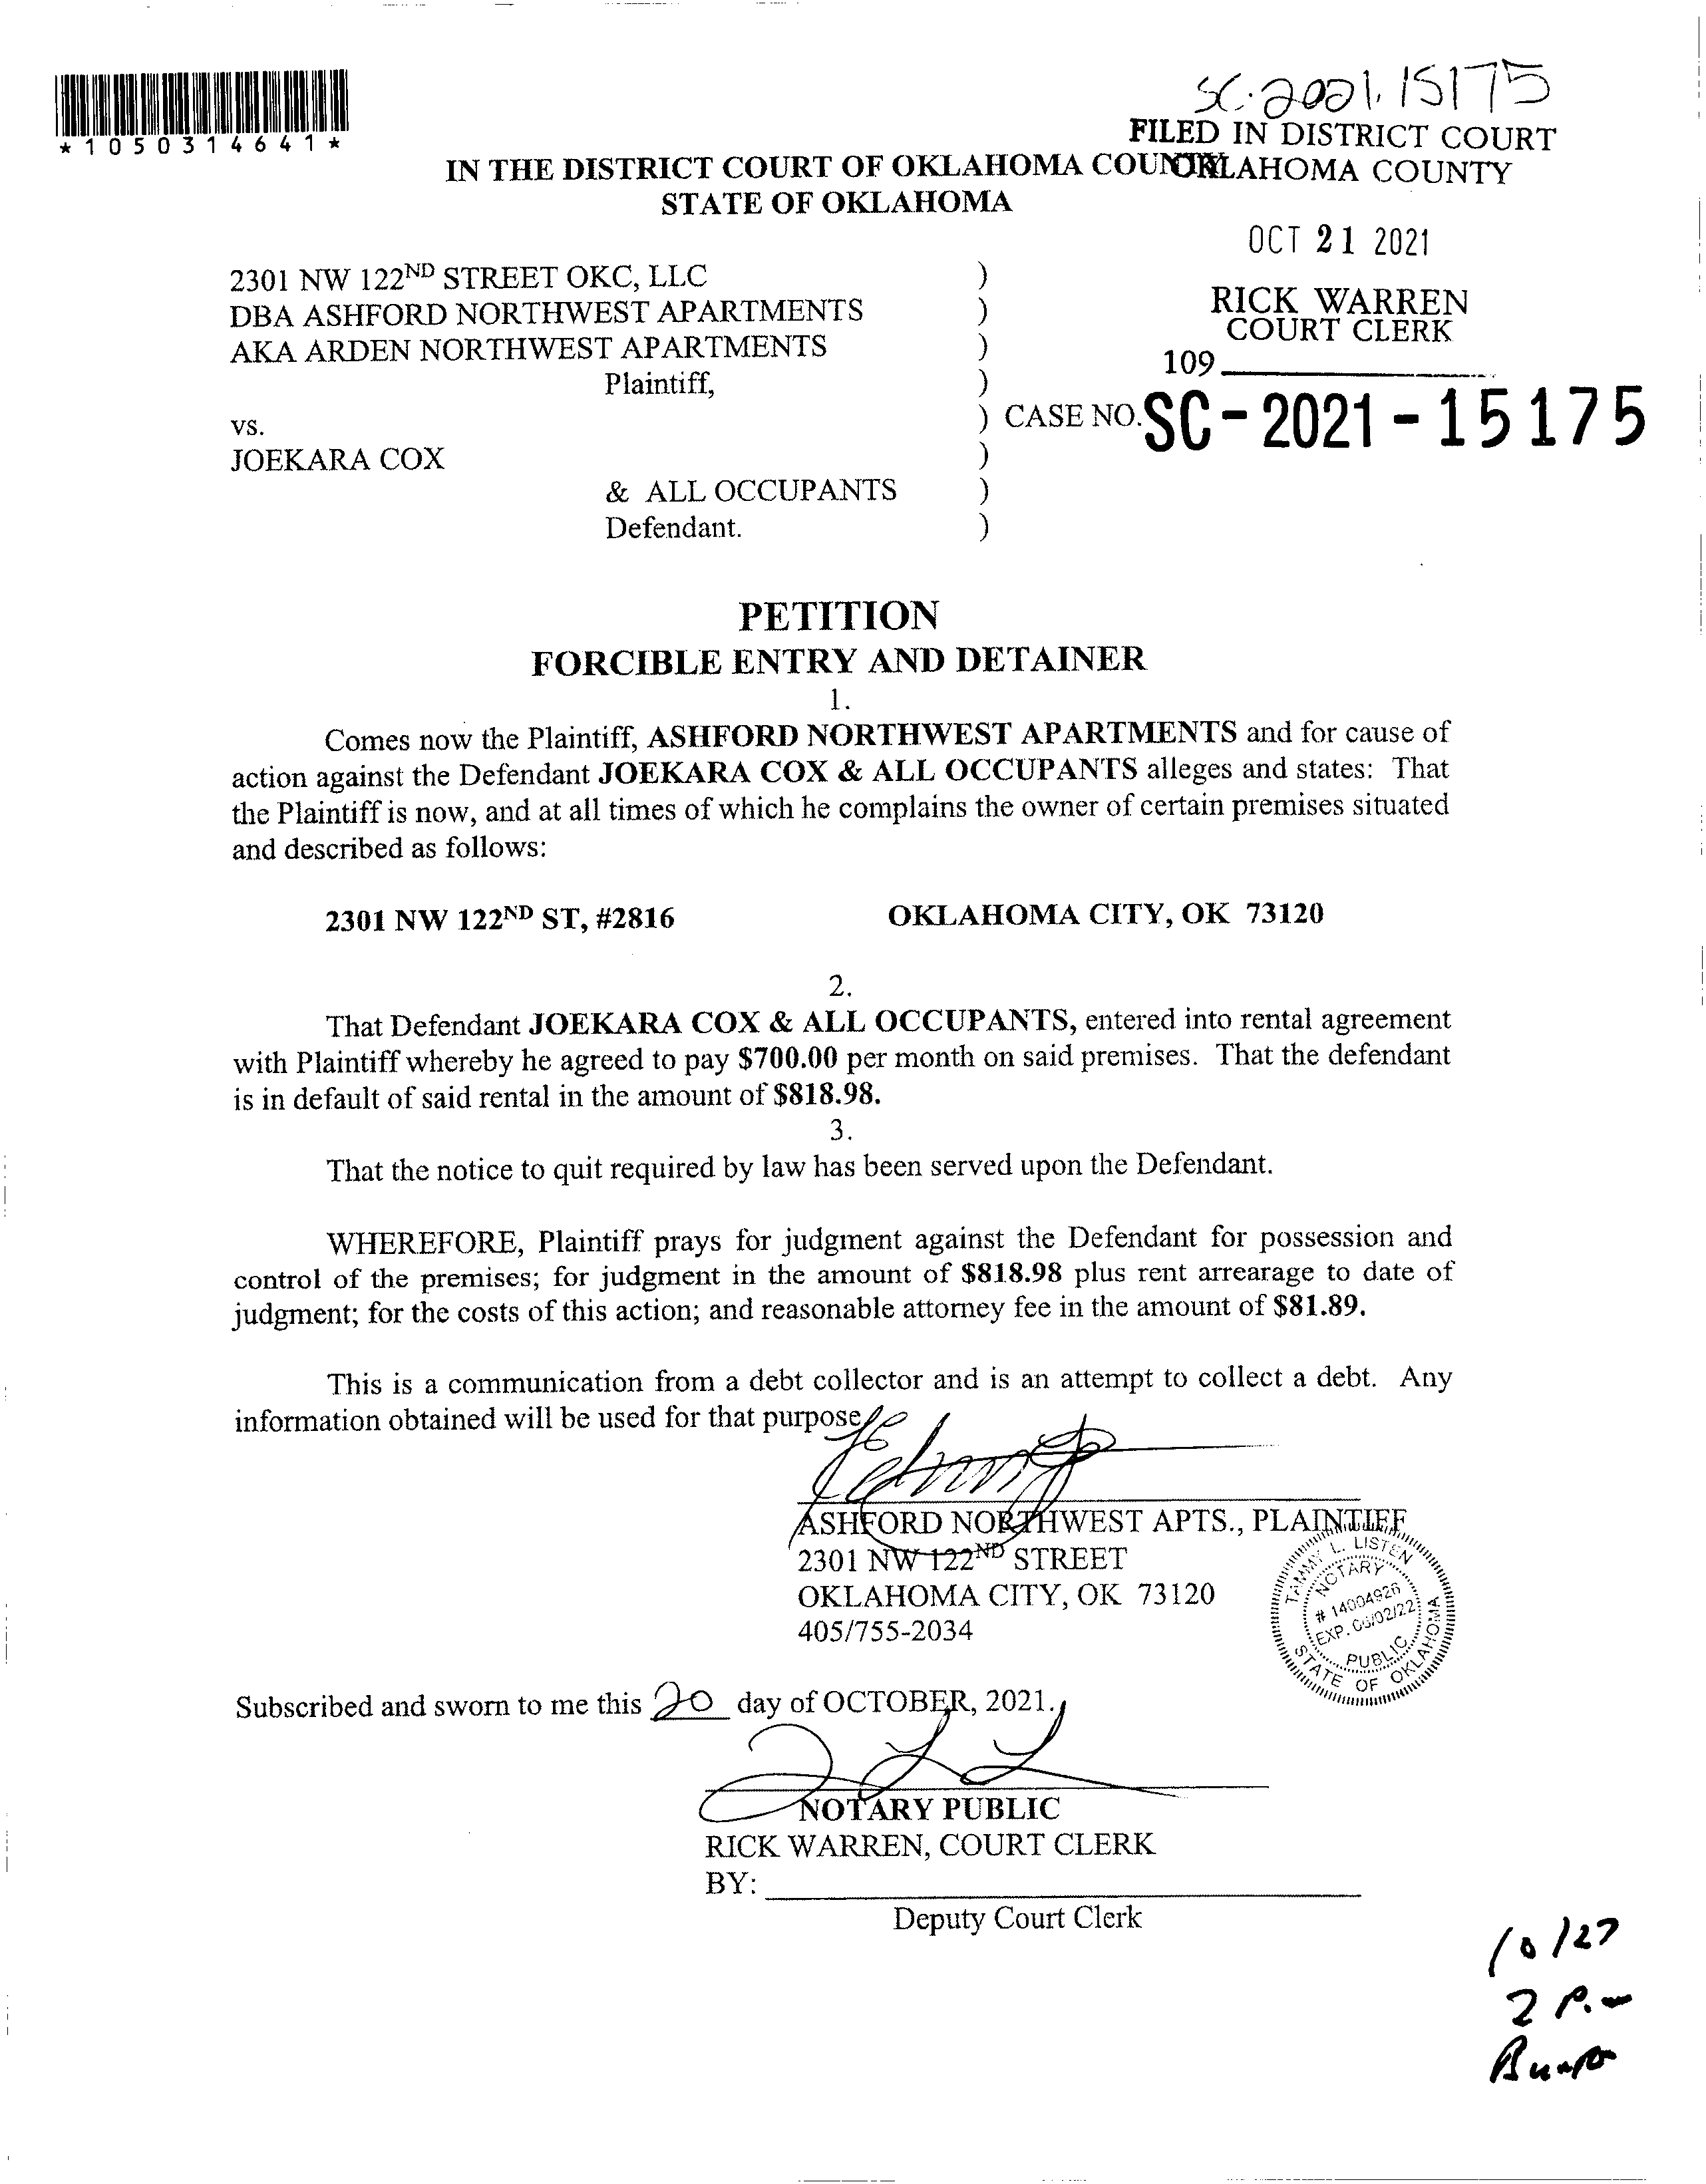 SC-2021-15175
*1050314641*
FILED IN DISTRICT COURT
OKLAHOMA COUNTY
IN THE DISTRICT COURT OF OKLAHOMA COUNTY
STATE OF OKLAHOMA
OCT 21 2021
RICK WARREN
COURT CLERK
109
2301 NW 122ND STREET OKC, LLC )
DBA ASHFORD NORTHWEST APARTMENTS )
AKA ARDEN NORTHWEST APARTMENTS )
Plaintiff, )
vs. ) CASE NO. SC-2021-15175
JOEKARA COX )
& ALL OCCUPANTS )
Defendant. )
PETITION
FORCIBLE ENTRY AND DETAINER
1.
Comes now the Plaintiff, ASHFORD NORTHWEST APARTMENTS and for cause of
action against the Defendant JOEKARA COX & ALL OCCUPANTS alleges and states: That
the Plaintiff is now, and at all times of which he complains the owner of certain premises situated
and described as follows:
2301 NW 122ND ST, #2816 OKLAHOMA CITY, OK 73120
2.
That Defendant JOEKARA COX & ALL OCCUPANTS, entered into rental agreement
with Plaintiff whereby he agreed to pay $700.00 per month on said premises. That the defendant
is in default of said rental in the amount of $818.98.
3.
That the notice to quit required by law has been served upon the Defendant.
WHEREFORE, Plaintiff prays for judgment against the Defendant for possession and
control of the premises; for judgment in the amount of $818.98 plus rent arrearage to date of
judgment; for the costs of this action; and reasonable attorney fee in the amount of $81.89.
This is a communication from a debt collector and is an attempt to collect a debt. Any
information obtained will be used for that purpose
ASHFORD NORTHWEST APTS., PLAINTIFF
2301 NW 122ND STREET
OKLAHOMA CITY, OK 73120
405/755-2034
TAMMY L. LISTEN
NOTARY
# 14004926
EXP. 06/02/22
PUBLIC
STATE OF OKLAHOMA
Subscribed and sworn to me this 20 day of OCTOBER, 2021.
NOTARY PUBLIC
RICK WARREN, COURT CLERK
BY:
Deputy Court Clerk
10/27
2 P.